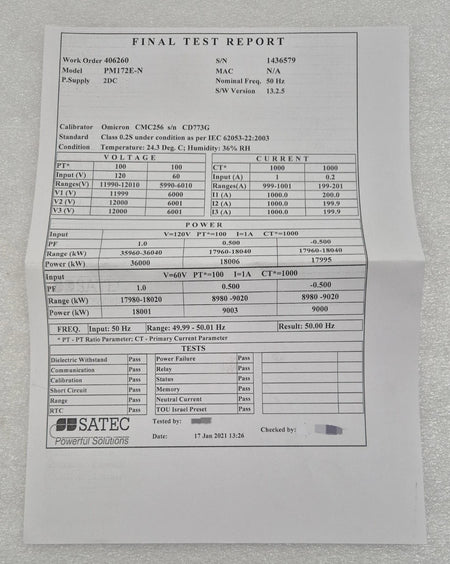 FINAL TEST REPORT
Work Order 406260 S/N 1436579
Model PM172E-N MAC N/A
P.Supply 2DC Nominal Freq. 50 Hz
S/W Version 13.2.5
Calibrator Omicron CMC256 s/n CD773G
Standard Class 0.2S under condition as per IEC 62053-22:2003
Condition Temperature: 24.3 Deg. C; Humidity: 36% RH
VOLTAGE CURRENT
PT* 100 100 CT* 1000 1000
Input (V) 120 60 Input (A) 1 0.2
Ranges(V) 11990-12010 5990-6010 Ranges(A) 999-1001 199-201
V1 (V) 11999 6000 I1 (A) 1000.0 200.0
V2 (V) 12000 6001 I2 (A) 1000.0 199.9
V3 (V) 12000 6001 I3 (A) 1000.0 199.9
POWER
Input V=120V PT*=100 I=1A CT*=1000
PF 1.0 0.500 -0.500
Range (kW) 35960-36040 17960-18040 17960-18040
Power (kW) 36000 18006 17995
Input V=60V PT*=100 I=1A CT*=1000
PF 1.0 0.500 -0.500
Range (kW) 17980-18020 8980 -9020 8980 -9020
Power (kW) 18001 9003 9000
FREQ. Input: 50 Hz Range: 49.99 - 50.01 Hz Result: 50.00 Hz
* PT - PT Ratio Parameter; CT - Primary Current Parameter
TESTS
Dielectric Withstand Pass Power Failure Pass
Communication Pass Relay Pass
Calibration Pass Status Pass
Short Circuit Pass Memory Pass
Range Pass Neutral Current Pass
RTC Pass TOU Israel Preset Pass
SATEC
Powerful Solutions
Tested by: Checked by:
Date: 17 Jan 2021 13:26